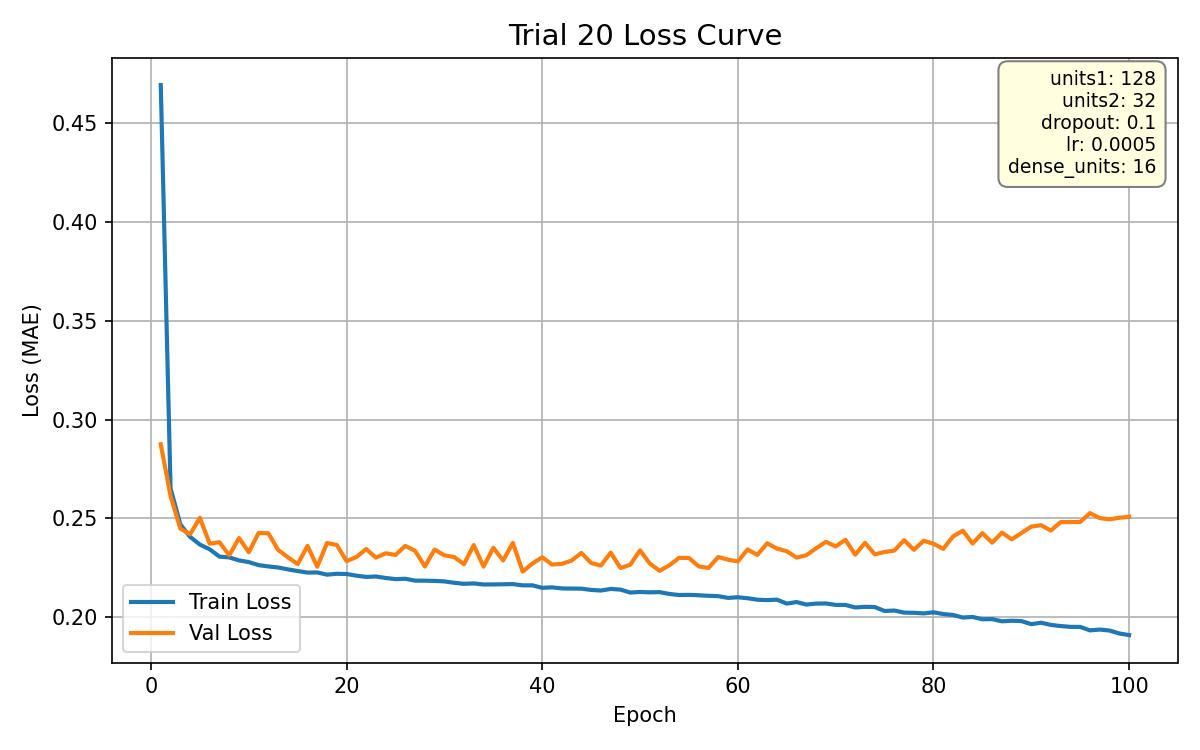 Trial 20 Loss Curve
units1: 128
units2: 32
dropout: 0.1
lr: 0.0005
dense_units: 16
Loss (MAE)
0.45
0.40
0.35
0.30
0.25
0.20
Train Loss
Val Loss
0
20
40
60
80
100
Epoch